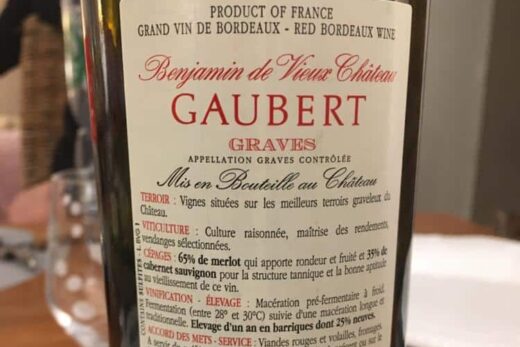 PRODUCT OF FRANCE
GRAND VIN DE BORDEAUX - RED BORDEAUX WINE
Benjamin de Vieux Château
GAUBERT
GRAVES
APPELLATION GRAVES CONTRÔLÉE
Mis en Bouteille au Château
TERROIR : Vignes situées sur les meilleurs terroirs graveleux du
Château.
VITICULTURE : Culture raisonnée, maîtrise des rendements,
vendanges sélectionnées.
CÉPAGES : 65% de merlot qui apporte rondeur et fruité et 35% de
cabernet sauvignon pour la structure tannique et la bonne aptitude
au vieillissement de ce vin.
VINIFICATION - ÉLEVAGE : Macération pré-fermentaire à froid.
Fermentation (entre 28° et 30°C) suivie d'une macération longue et
traditionnelle. Elevage d'un an en barriques dont 25% neuves.
ACCORD DES METS - SERVICE : Viandes rouges et volailles, fromages.
A servir
CONTIENT SULFITES - L.BVG 1